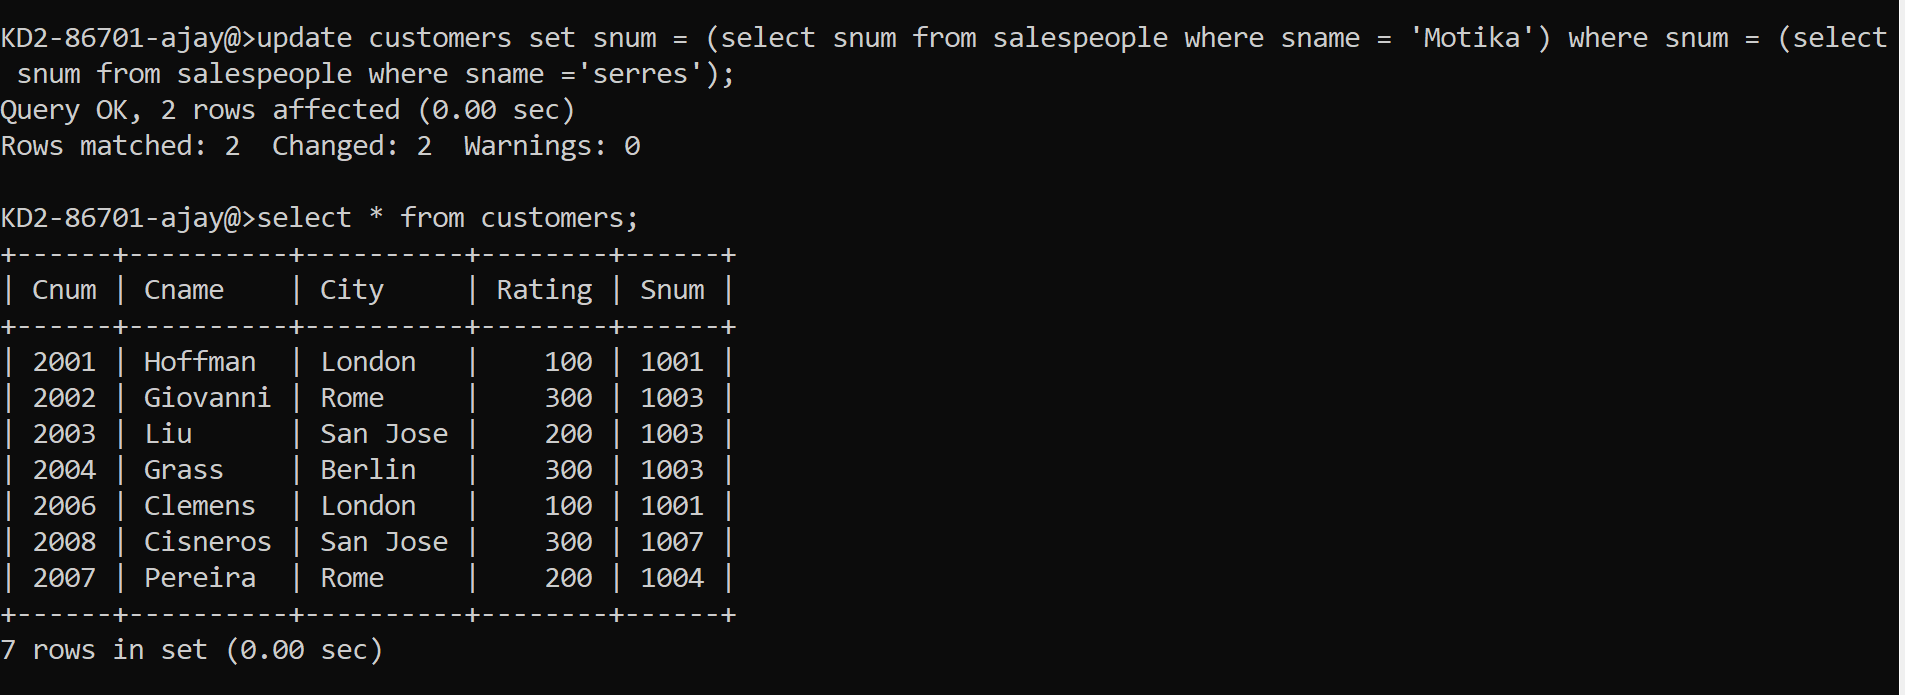 KD2-86701-ajay@>update customers set snum = (select snum from salespeople where sname = 'Motika') where snum = (select
 snum from salespeople where sname ='serres');
Query OK, 2 rows affected (0.00 sec)
Rows matched: 2  Changed: 2  Warnings: 0

KD2-86701-ajay@>select * from customers;
+------+----------+----------+--------+------+
| Cnum | Cname    | City     | Rating | Snum |
+------+----------+----------+--------+------+
| 2001 | Hoffman  | London   |    100 | 1001 |
| 2002 | Giovanni | Rome     |    300 | 1003 |
| 2003 | Liu      | San Jose |    200 | 1003 |
| 2004 | Grass    | Berlin   |    300 | 1003 |
| 2006 | Clemens  | London   |    100 | 1001 |
| 2008 | Cisneros | San Jose |    300 | 1007 |
| 2007 | Pereira  | Rome     |    200 | 1004 |
+------+----------+----------+--------+------+
7 rows in set (0.00 sec)